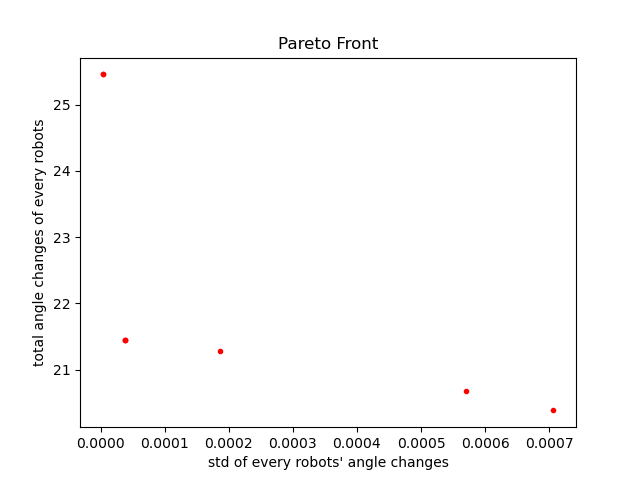 Pareto Front
total angle changes of every robots
25
24
23
22
21
0.0000 0.0001 0.0002 0.0003 0.0004 0.0005 0.0006 0.0007
std of every robots' angle changes